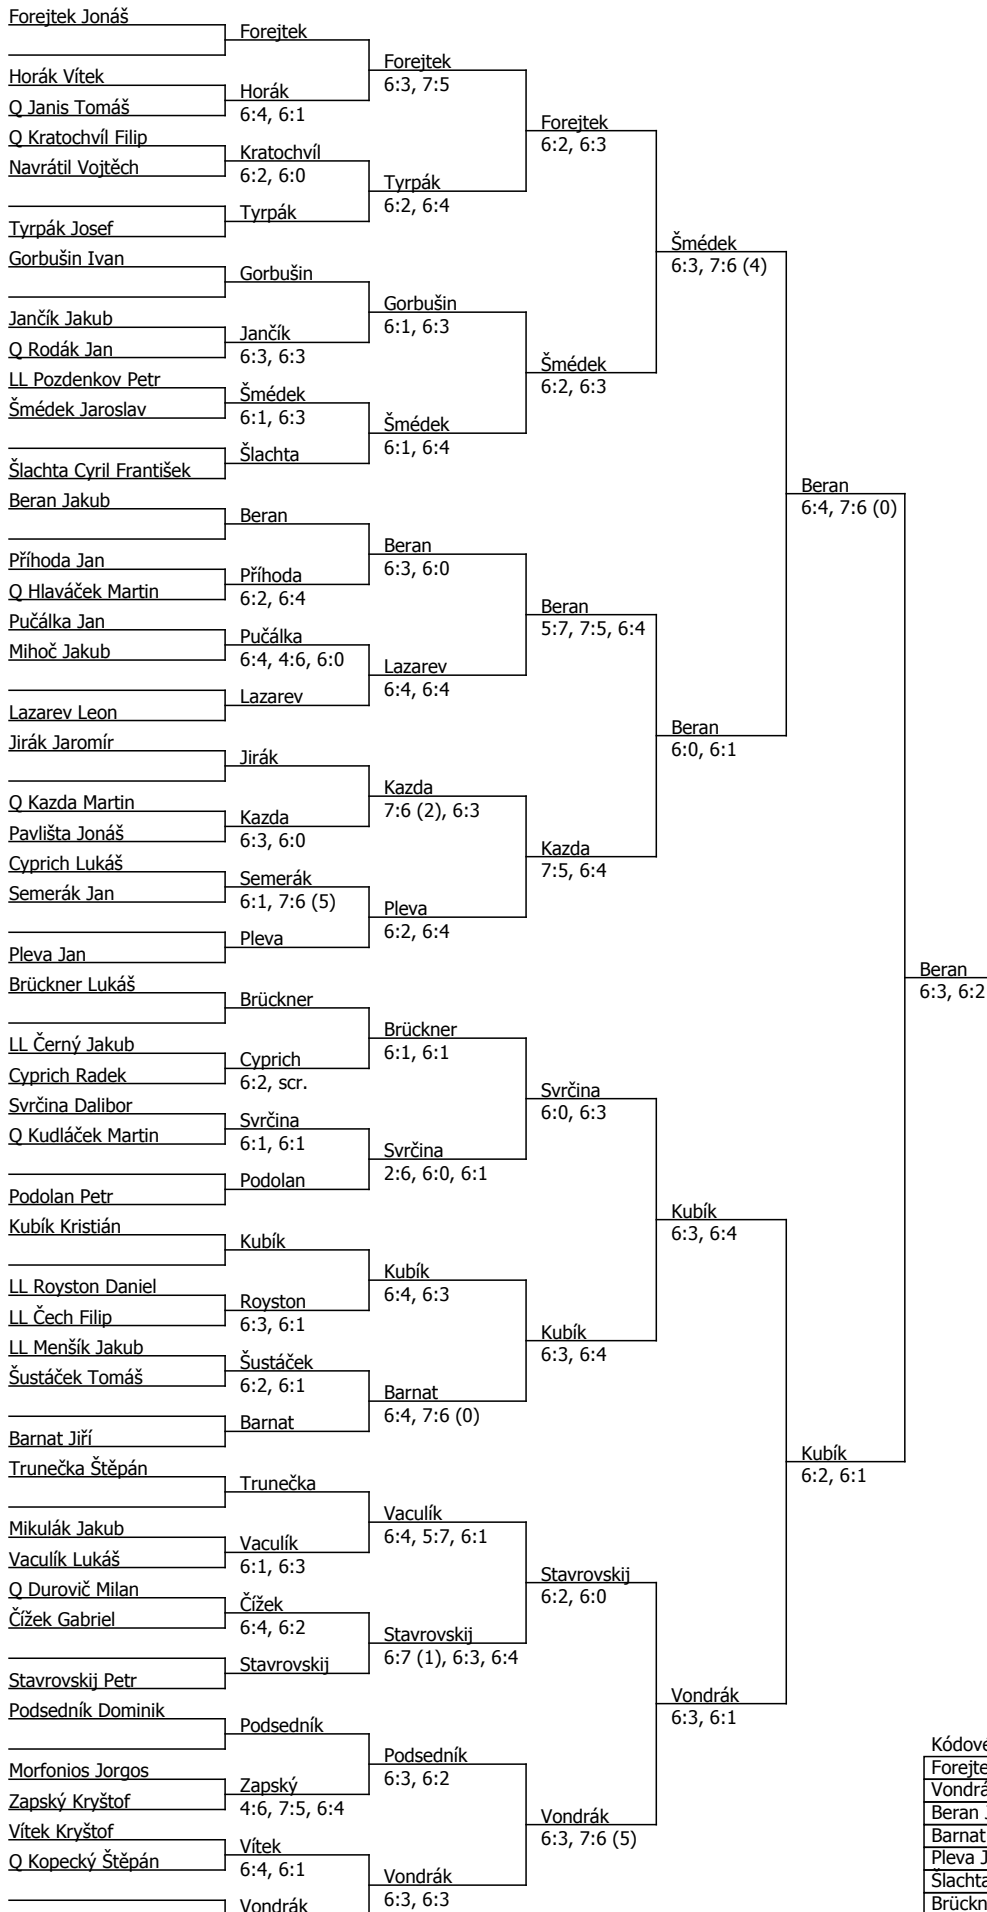 Forejtek Jonáš
Forejtek
Forejtek
6:3, 7:5
Horák Vítek
Horák
6:4, 6:1
Q Janis Tomáš
Forejtek
6:2, 6:3
Q Kratochvíl Filip
Kratochvíl
6:2, 6:0
Navrátil Vojtěch
Tyrpák
6:2, 6:4
Tyrpák
Tyrpák Josef
Šmédek
6:3, 7:6 (4)
Gorbušin Ivan
Gorbušin
Gorbušin
6:1, 6:3
Jančík Jakub
Jančík
6:3, 6:3
Q Rodák Jan
Šmédek
6:2, 6:3
LL Pozdenkov Petr
Šmédek
6:1, 6:3
Šmédek Jaroslav
Šmédek
6:1, 6:4
Šlachta
Šlachta Cyril František
Beran
6:4, 7:6 (0)
Beran Jakub
Beran
Beran
6:3, 6:0
Příhoda Jan
Příhoda
6:2, 6:4
Q Hlaváček Martin
Beran
5:7, 7:5, 6:4
Pučálka Jan
Pučálka
6:4, 4:6, 6:0
Mihoč Jakub
Lazarev
6:4, 6:4
Lazarev
Lazarev Leon
Beran
6:0, 6:1
Jirák Jaromír
Jirák
Kazda
7:6 (2), 6:3
Q Kazda Martin
Kazda
6:3, 6:0
Pavlišta Jonáš
Kazda
7:5, 6:4
Cyprich Lukáš
Semerák
6:1, 7:6 (5)
Semerák Jan
Pleva
6:2, 6:4
Pleva
Pleva Jan
Beran
6:3, 6:2
Brückner Lukáš
Brückner
Brückner
6:1, 6:1
LL Černý Jakub
Cyprich
6:2, scr.
Cyprich Radek
Svrčina
6:0, 6:3
Svrčina Dalibor
Svrčina
6:1, 6:1
Q Kudláček Martin
Svrčina
2:6, 6:0, 6:1
Podolan
Podolan Petr
Kubík
6:3, 6:4
Kubík Kristián
Kubík
Kubík
6:4, 6:3
LL Royston Daniel
Royston
6:3, 6:1
LL Čech Filip
Kubík
6:3, 6:4
LL Menšík Jakub
Šustáček
6:2, 6:1
Šustáček Tomáš
Barnat
6:4, 7:6 (0)
Barnat
Barnat Jiří
Kubík
6:2, 6:1
Trunečka Štěpán
Trunečka
Vaculík
6:4, 5:7, 6:1
Mikulák Jakub
Vaculík
6:1, 6:3
Vaculík Lukáš
Stavrovskij
6:2, 6:0
Q Durovič Milan
Čížek
6:4, 6:2
Čížek Gabriel
Stavrovskij
6:7 (1), 6:3, 6:4
Stavrovskij
Stavrovskij Petr
Vondrák
6:3, 6:1
Podsedník Dominik
Podsedník
Podsedník
6:3, 6:2
Morfonios Jorgos
Zapský
4:6, 7:5, 6:4
Zapský Kryštof
Vondrák
6:3, 7:6 (5)
Vítek Kryštof
Vítek
6:4, 6:1
Q Kopecký Štěpán
Vondrák
6:3, 6:3
Vondrák
Kódové
Forejte
Vondrá
Beran J
Barnat
Pleva J
Šlachta
Brückn